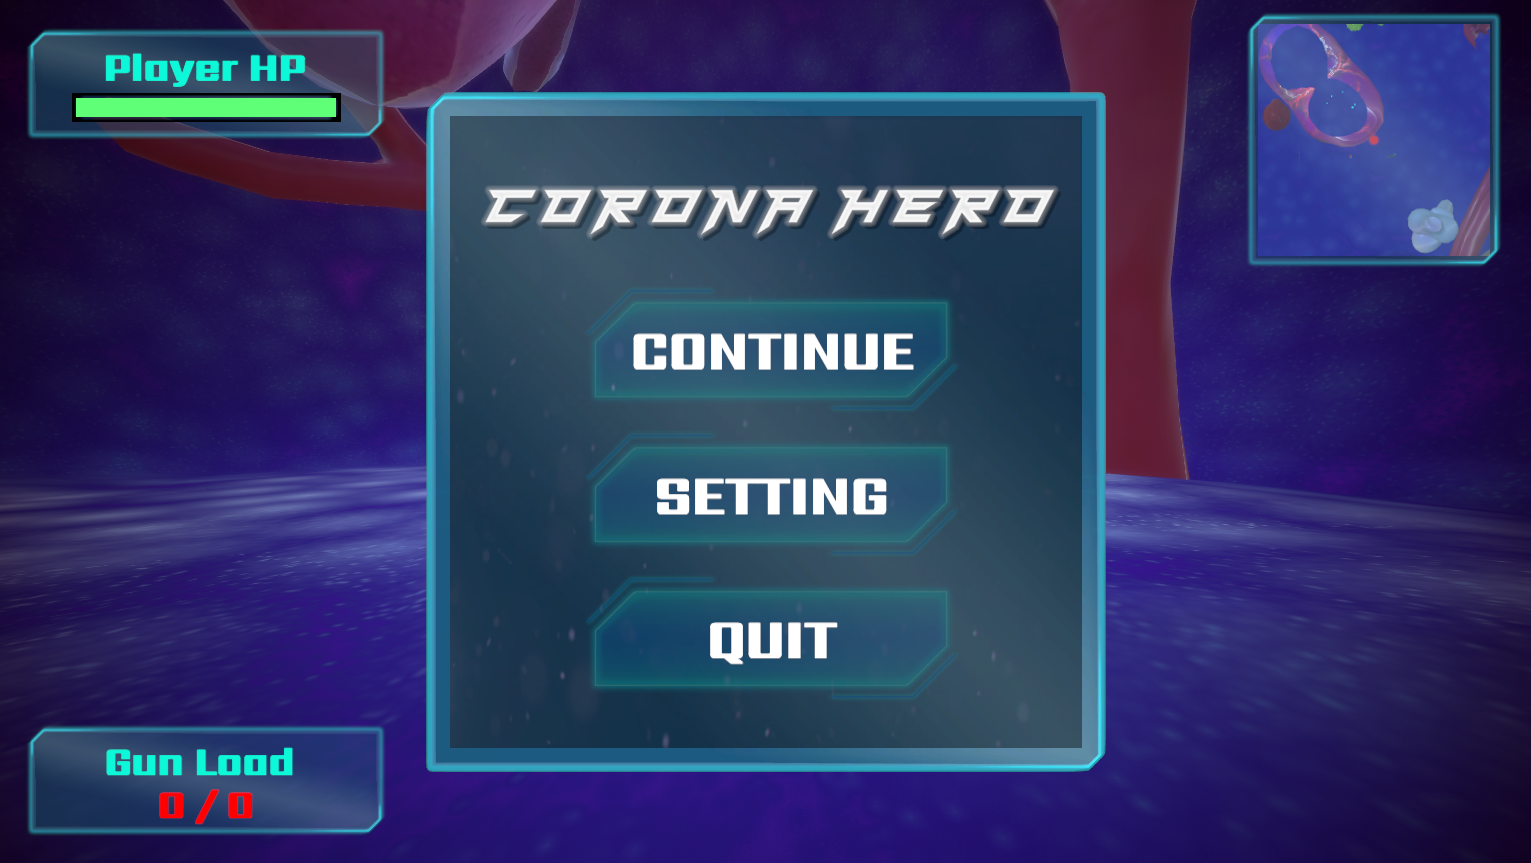 Player HP
CORONA HERO
CONTINUE
SETTING
QUIT
Gun Load
0 / 0